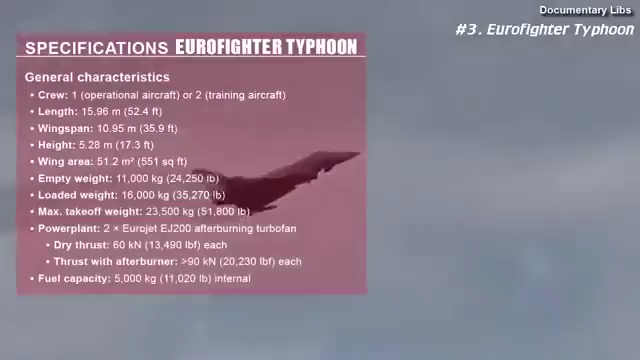 Documentary Libs
#3. Eurofighter Typhoon
SPECIFICATIONS EUROFIGHTER TYPHOON
General characteristics
• Crew: 1 (operational aircraft) or 2 (training aircraft)
• Length: 15.96 m (52.4 ft)
• Wingspan: 10.95 m (35.9 ft)
• Height: 5.28 m (17.3 ft)
• Wing area: 51.2 m² (551 sq ft)
• Empty weight: 11,000 kg (24,250 lb)
• Loaded weight: 16,000 kg (35,270 lb)
• Max. takeoff weight: 23,500 kg (51,800 lb)
• Powerplant: 2 × Eurojet EJ200 afterburning turbofan
• Dry thrust: 60 kN (13,490 lbf) each
• Thrust with afterburner: >90 kN (20,230 lbf) each
• Fuel capacity: 5,000 kg (11,020 lb) internal